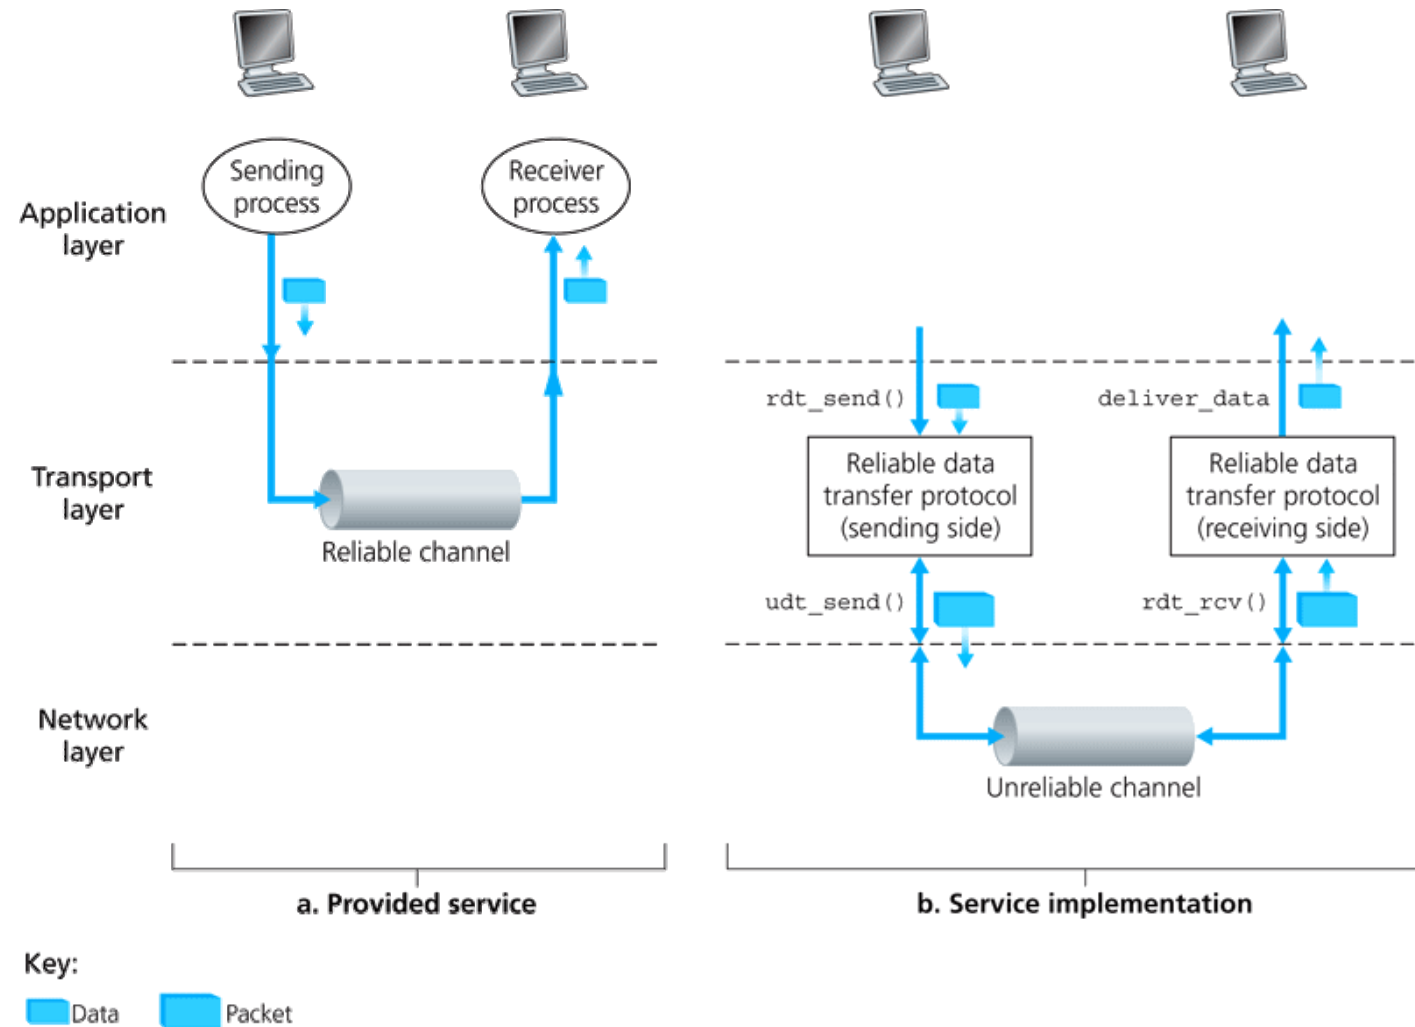 Sending
process
Receiver
process
Application
layer
rdt_send()
deliver_data
Transport
layer
Reliable data
transfer protocol
(sending side)
Reliable data
transfer protocol
(receiving side)
Reliable channel
udt_send()
rdt_rcv()
Network
layer
Unreliable channel
a. Provided service
b. Service implementation
Key:
Data
Packet